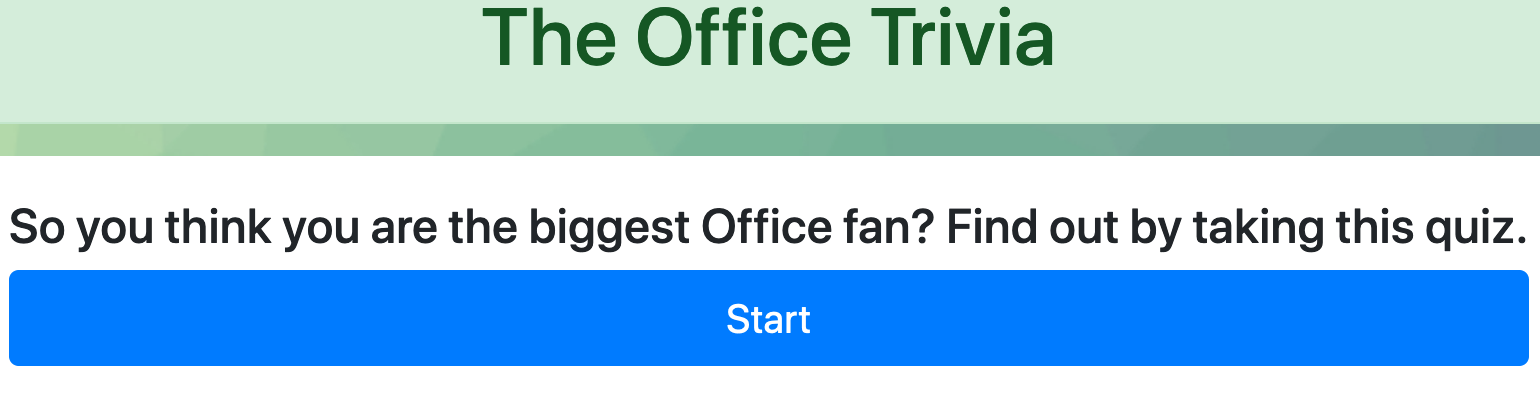 The Office Trivia
So you think you are the biggest Office fan? Find out by taking this quiz.
Start